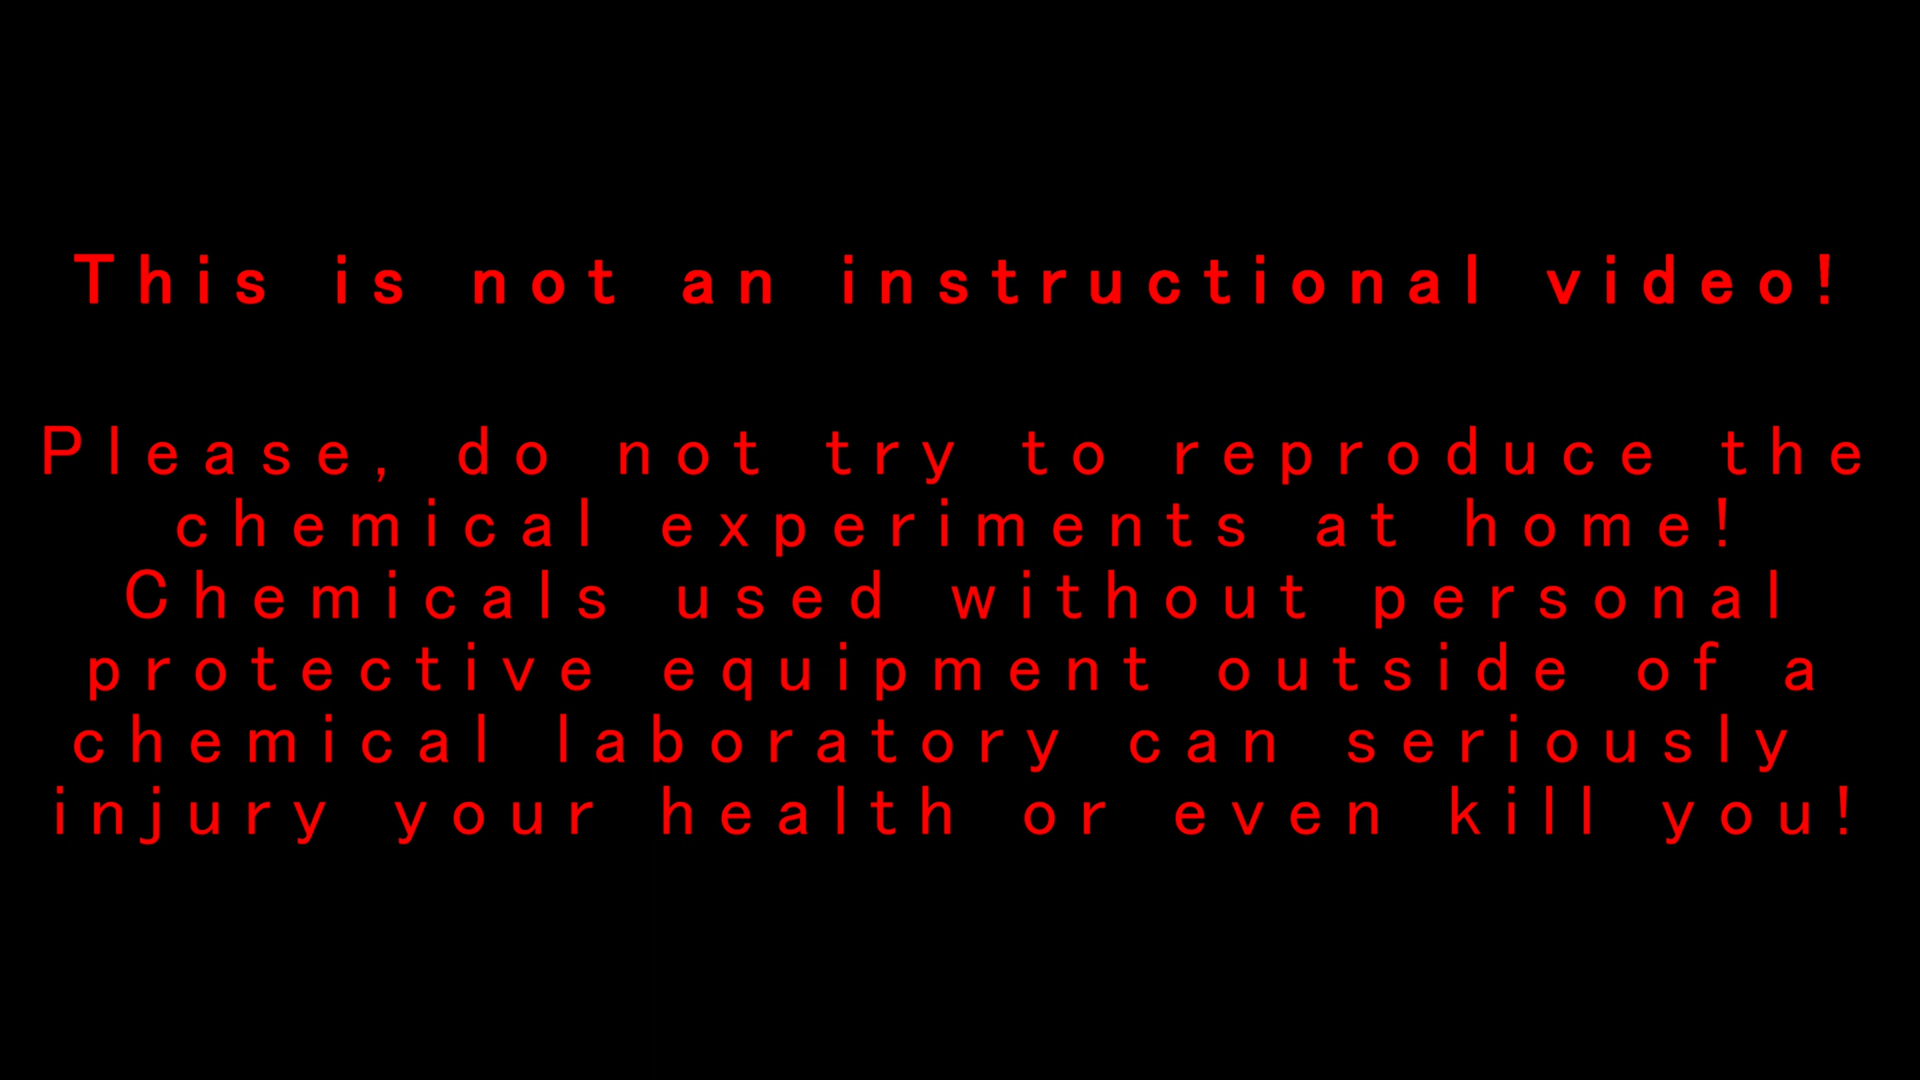 This is not an instructional video!
Please, do not try to reproduce the
chemical experiments at home!
Chemicals used without personal
protective equipment outside of a
chemical laboratory can seriously
injury your health or even kill you!